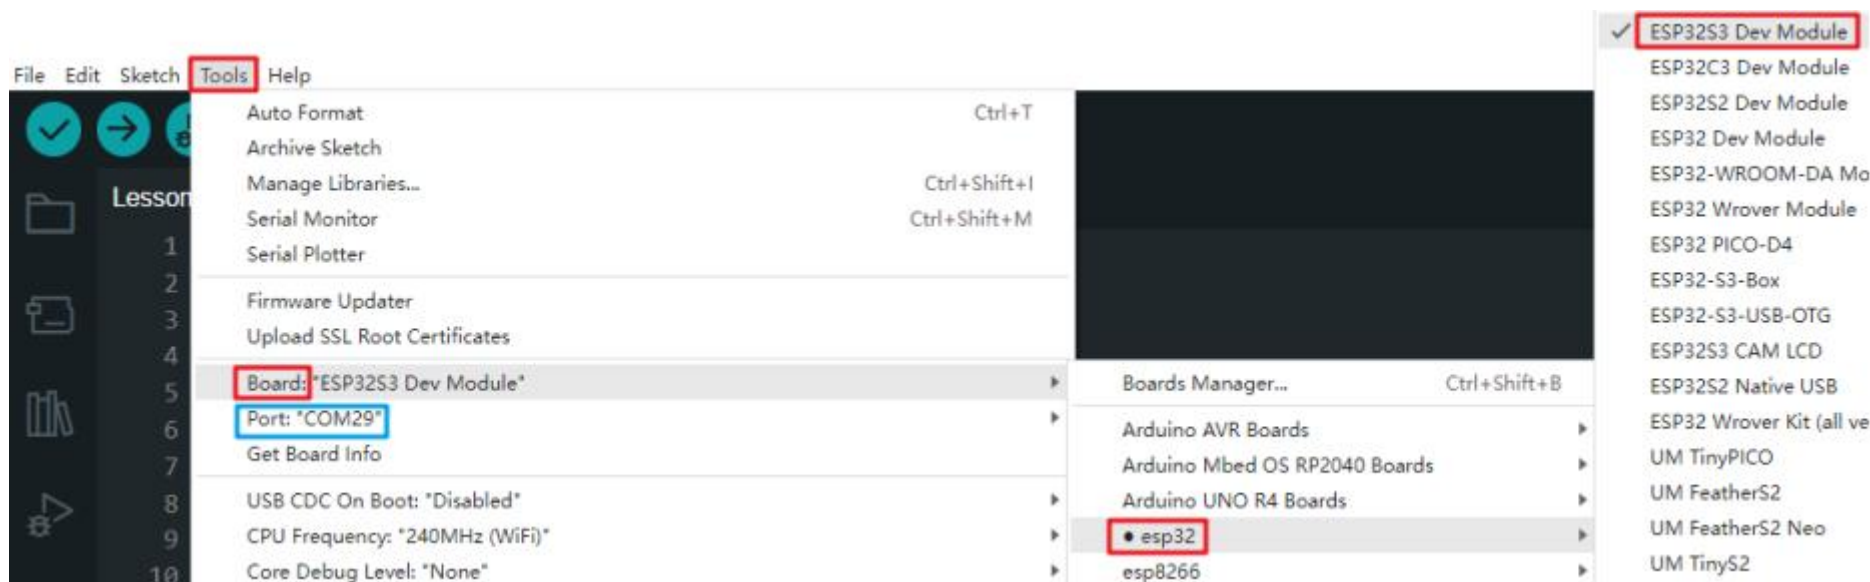 File Edit Sketch Tools Help
Auto Format Ctrl+T
Archive Sketch
Manage Libraries... Ctrl+Shift+I
Serial Monitor Ctrl+Shift+M
Serial Plotter
Firmware Updater
Upload SSL Root Certificates
Board: "ESP32S3 Dev Module"
Port: "COM29"
Get Board Info
USB CDC On Boot: "Disabled"
CPU Frequency: "240MHz (WiFi)"
Core Debug Level: "None"
Lesson
1
2
3
4
5
6
7
8
9
10
Boards Manager... Ctrl+Shift+B
Arduino AVR Boards
Arduino Mbed OS RP2040 Boards
Arduino UNO R4 Boards
● esp32
esp8266
✓ ESP32S3 Dev Module
ESP32C3 Dev Module
ESP32S2 Dev Module
ESP32 Dev Module
ESP32-WROOM-DA Mo
ESP32 Wrover Module
ESP32 PICO-D4
ESP32-S3-Box
ESP32-S3-USB-OTG
ESP32S3 CAM LCD
ESP32S2 Native USB
ESP32 Wrover Kit (all ve
UM TinyPICO
UM FeatherS2
UM FeatherS2 Neo
UM TinyS2